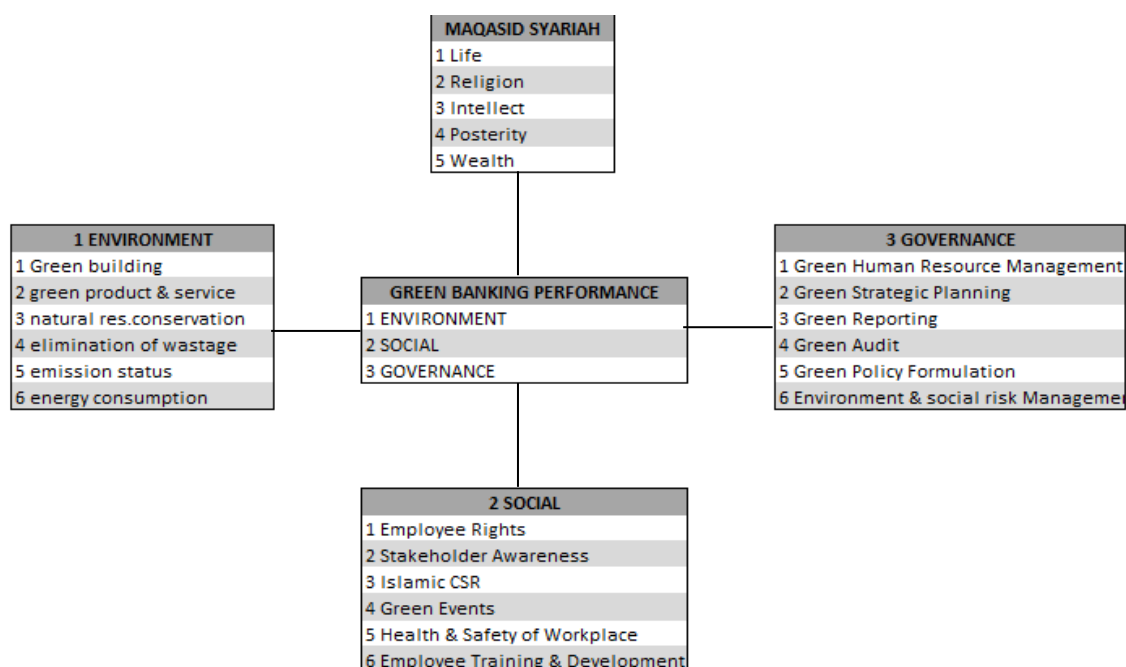 MAQASID SYARIAH
1 Life
2 Religion
3 Intellect
4 Posterity
5 Wealth
1 ENVIRONMENT
1 Green building
2 green product & service
3 natural res.conservation
4 elimination of wastage
5 emission status
6 energy consumption
GREEN BANKING PERFORMANCE
1 ENVIRONMENT
2 SOCIAL
3 GOVERNANCE
3 GOVERNANCE
1 Green Human Resource Management
2 Green Strategic Planning
3 Green Reporting
4 Green Audit
5 Green Policy Formulation
6 Environment & social risk Managemer
2 SOCIAL
1 Employee Rights
2 Stakeholder Awareness
3 Islamic CSR
4 Green Events
5 Health & Safety of Workplace
6 Employee Training & Development